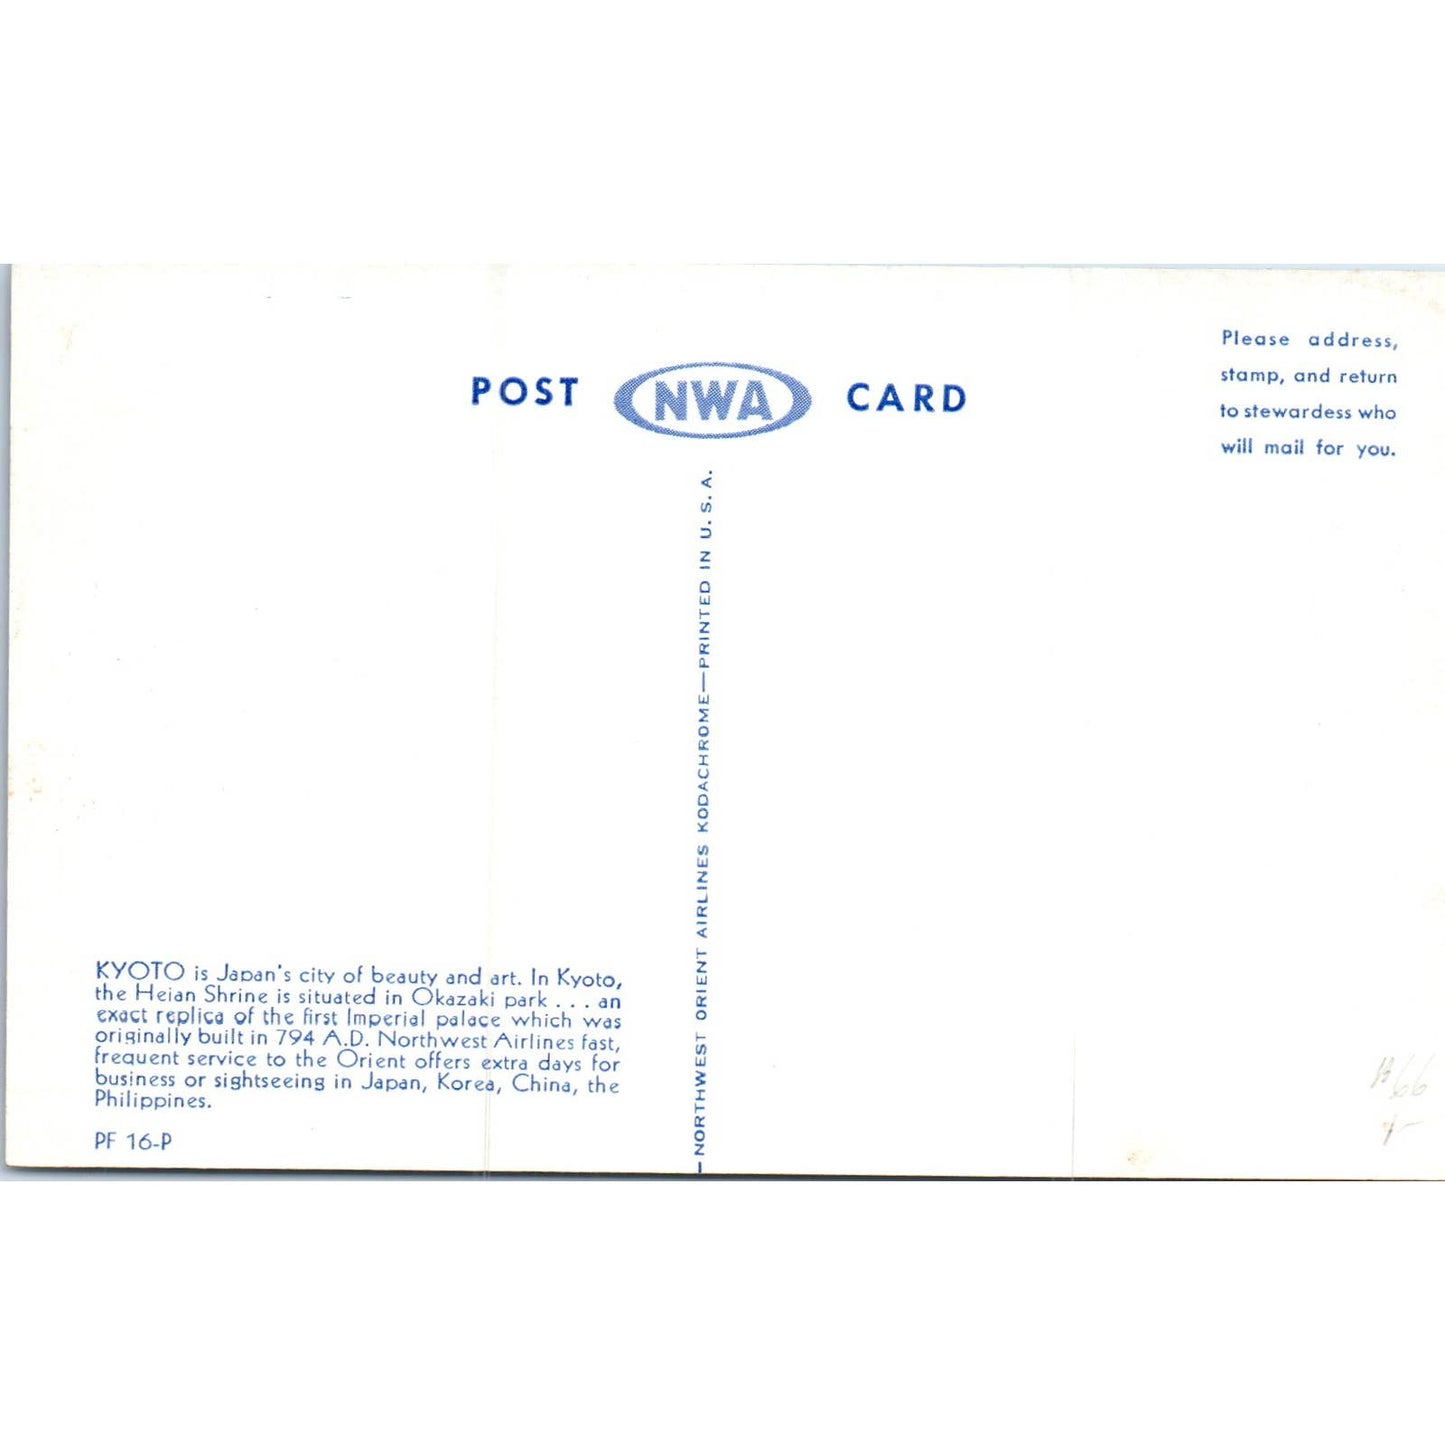 POST NWA CARD
Please address,
stamp, and return
to stewardess who
will mail for you.
—NORTHWEST ORIENT AIRLINES KODACHROME—PRINTED IN U. S. A.
KYOTO is Japan's city of beauty and art. In Kyoto,
the Heian Shrine is situated in Okazaki park . . . an
exact replica of the first Imperial palace which was
originally built in 794 A.D. Northwest Airlines fast,
frequent service to the Orient offers extra days for
business or sightseeing in Japan, Korea, China, the
Philippines.
PF 16-P